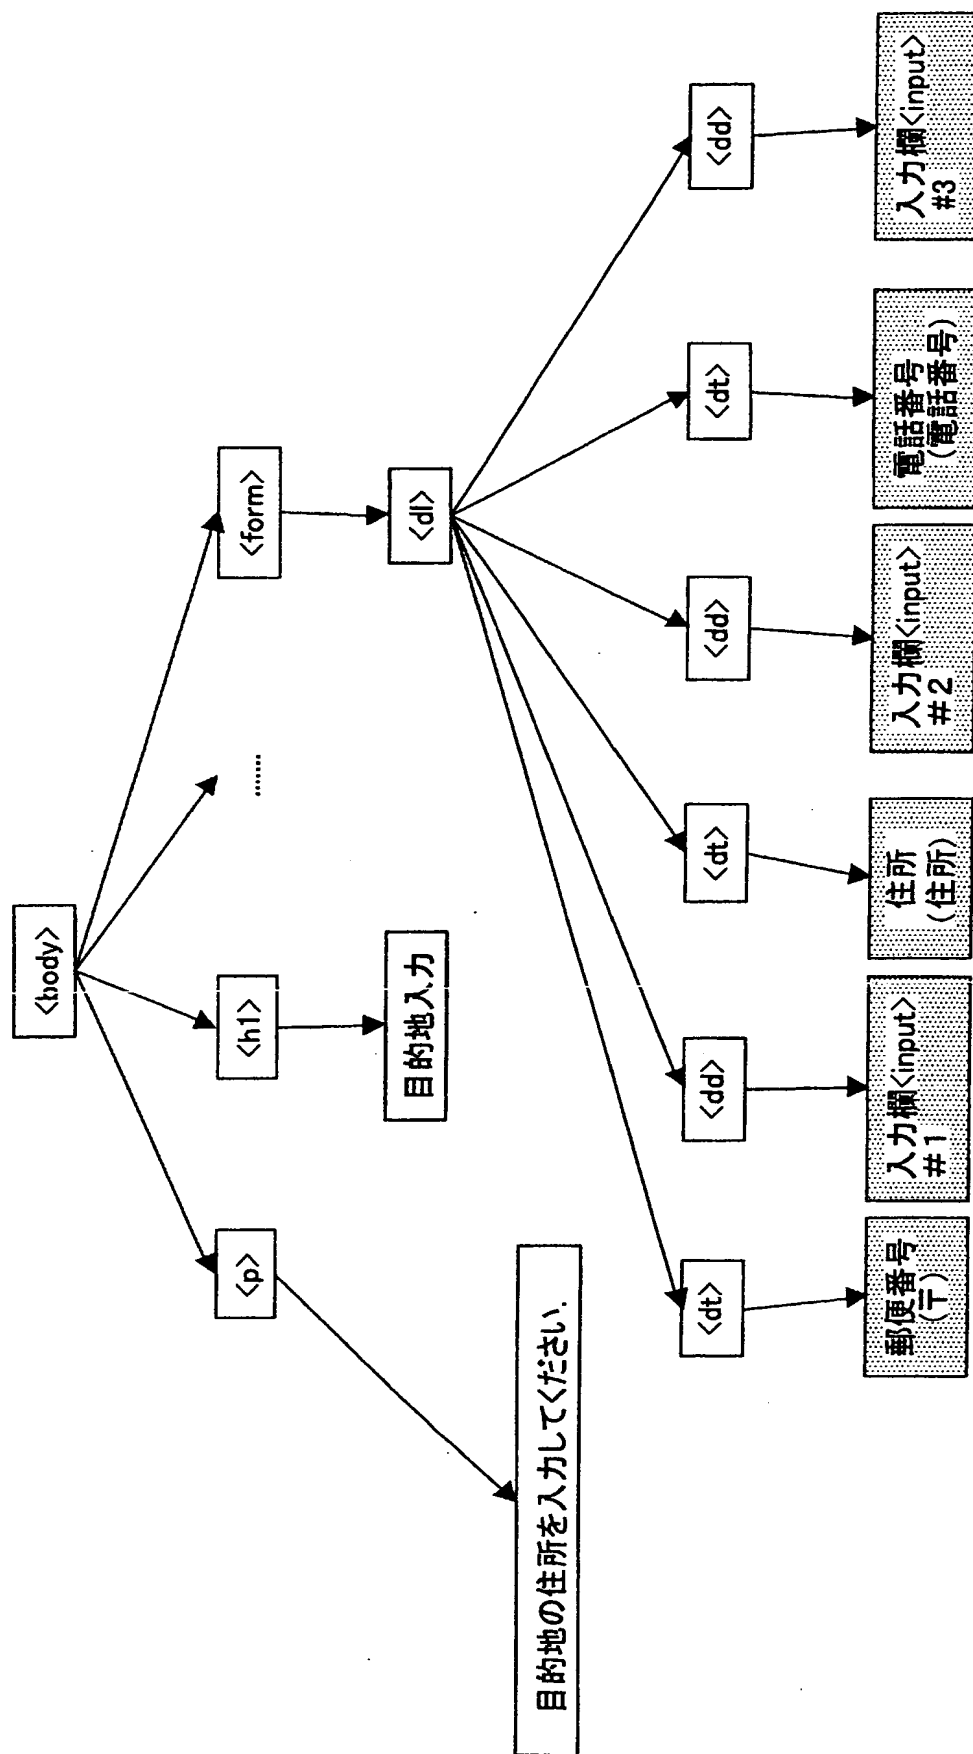 <body>
<p>
<h1>
......
<form>
目的地の住所を入力してください.
目的地入力
<dl>
<dt>
<dd>
<dt>
<dd>
<dt>
<dd>
郵便番号
(〒)
入力欄<input>
#1
住所
(住所)
入力欄<input>
#2
電話番号
(電話番号)
入力欄<input>
#3